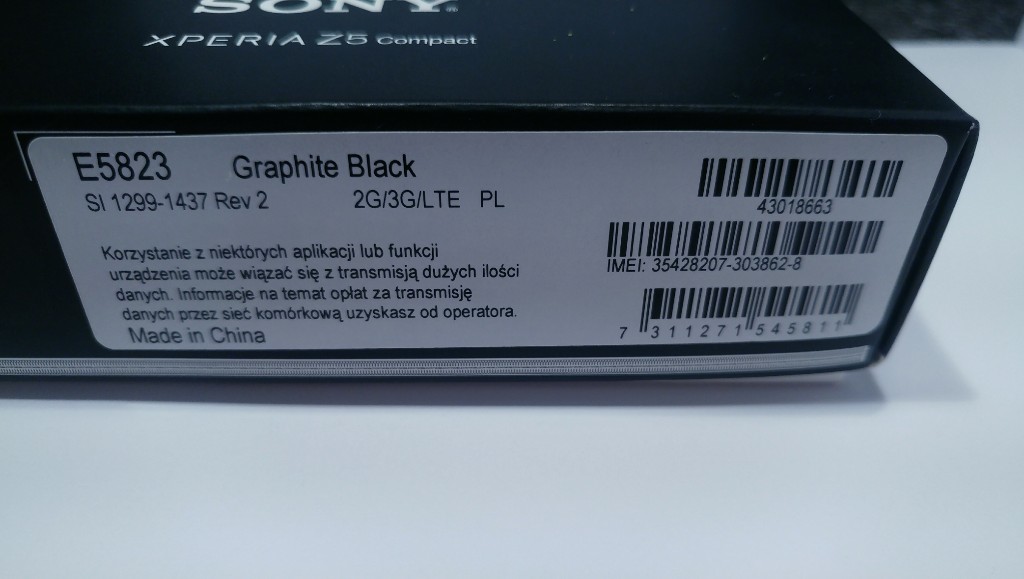 SONY
XPERIA Z5 Compact
E5823 Graphite Black
SI 1299-1437 Rev 2 2G/3G/LTE PL
43018663
IMEI: 35428207-303862-8
Korzystanie z niektórych aplikacji lub funkcji
urządzenia może wiązać się z transmisją dużych ilości
danych. Informacje na temat opłat za transmisję
danych przez sieć komórkową uzyskasz od operatora.
Made in China
7 311271 545811